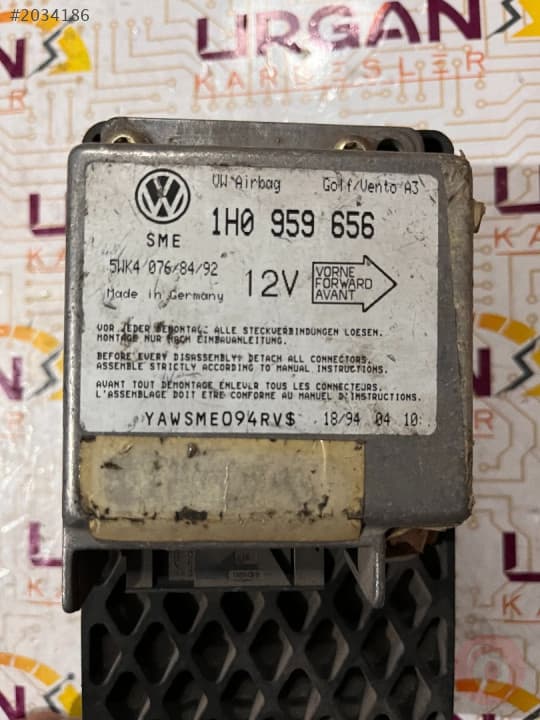 #2034186
URGAN
KARDEŞLER
VW Airbag Golf/Vento A3
1H0 959 656
SME
5WK4 076/84/92
12V
VORNE
FORWARD
AVANT
Made in Germany
VOR JEDER DEMONTAGE ALLE STECKVERBINDUNGEN LOESEN.
MONTAGE NUR NACH EINBAUANLEITUNG.
BEFORE EVERY DISASSEMBLY: DETACH ALL CONNECTORS.
ASSEMBLE STRICTLY ACCORDING TO MANUAL INSTRUCTIONS.
AVANT TOUT DEMONTAGE ENLEVER TOUS LES CONNECTEURS.
L'ASSEMBLAGE DOIT ETRE CONFORME AU MANUEL D'INSTRUCTIONS.
YAWSME094RV$ 18/94 04 10